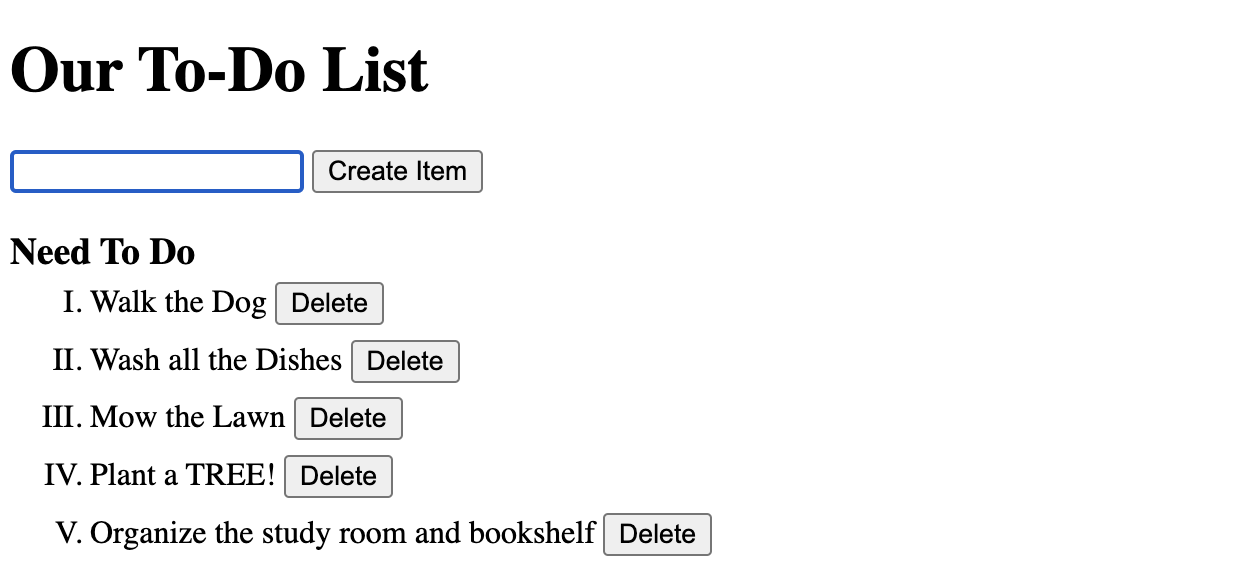 Our To-Do List
Create Item
Need To Do
I. Walk the Dog Delete
II. Wash all the Dishes Delete
III. Mow the Lawn Delete
IV. Plant a TREE! Delete
V. Organize the study room and bookshelf Delete